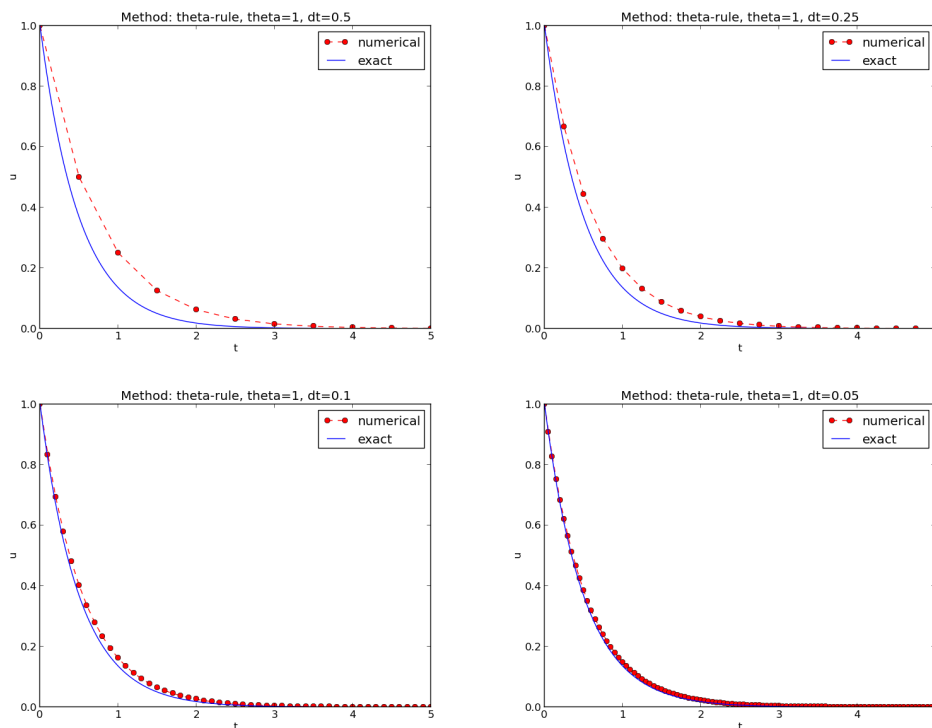 Method: theta-rule, theta=1, dt=0.5
numerical
exact
1.0
0.8
0.6
0.4
0.2
0.0
u
0 1 2 3 4 5
t
Method: theta-rule, theta=1, dt=0.25
numerical
exact
1.0
0.8
0.6
0.4
0.2
0.0
u
0 1 2 3 4
t
Method: theta-rule, theta=1, dt=0.1
numerical
exact
1.0
0.8
0.6
0.4
0.2
0.0
u
0 1 2 3 4 5
t
Method: theta-rule, theta=1, dt=0.05
numerical
exact
1.0
0.8
0.6
0.4
0.2
0.0
u
0 1 2 3 4
t